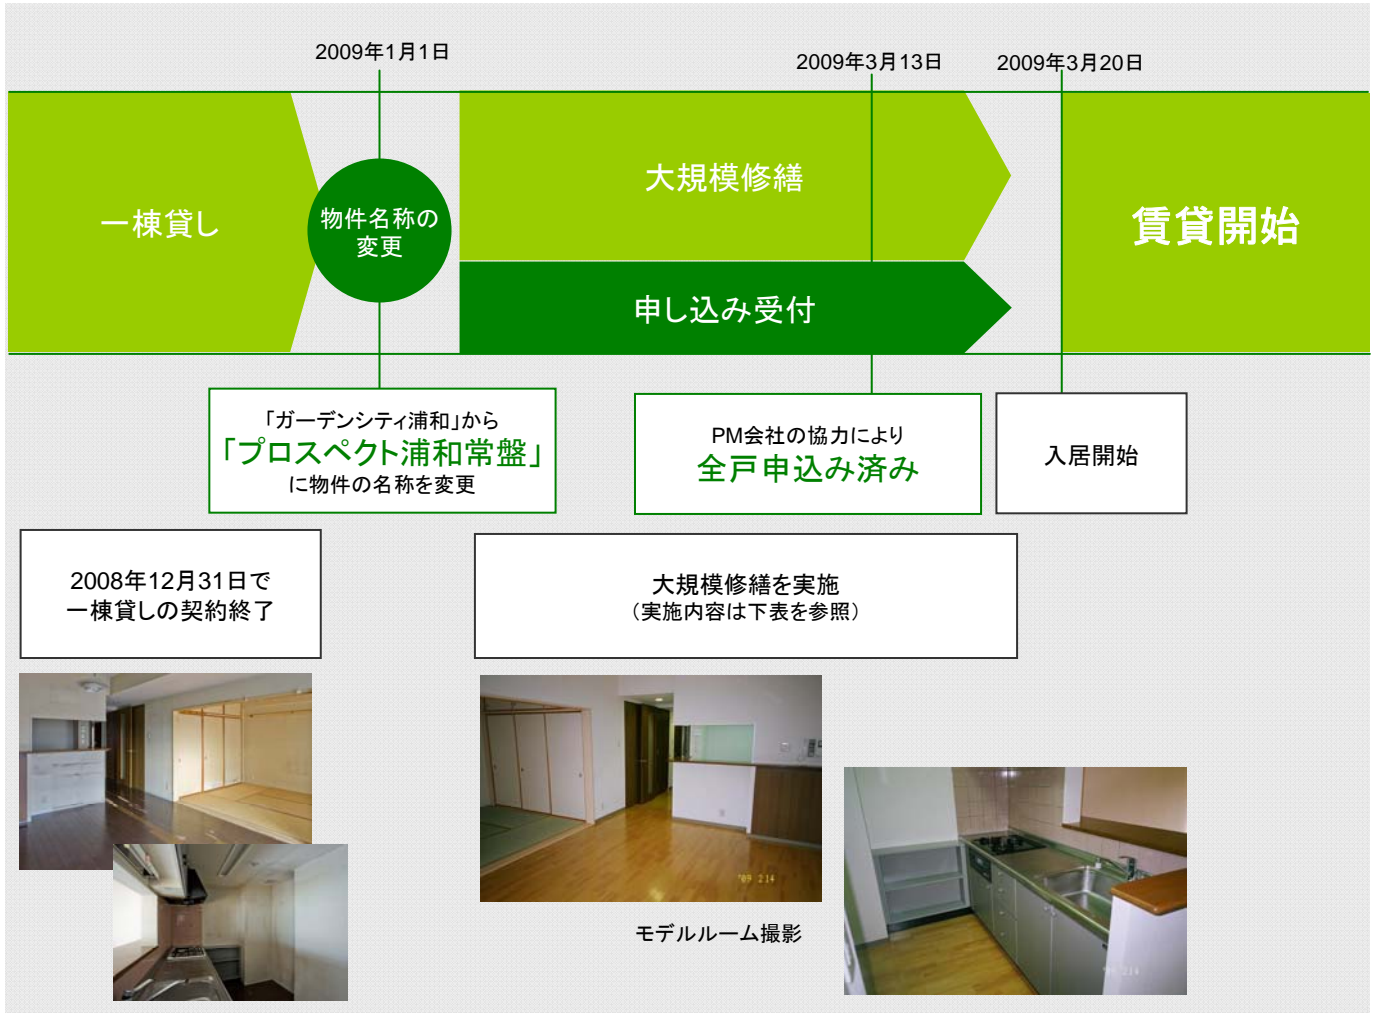 2009年1月1日
2009年3月13日
2009年3月20日
一棟貸し
物件名称の
変更
大規模修繕
申し込み受付
賃貸開始
「ガーデンシティ浦和」から
「プロスペクト浦和常盤」
に物件の名称を変更
PM会社の協力により
全戸申込み済み
入居開始
2008年12月31日で
一棟貸しの契約終了
大規模修繕を実施
（実施内容は下表を参照）
'09 2 14
モデルルーム撮影
'09 2 14